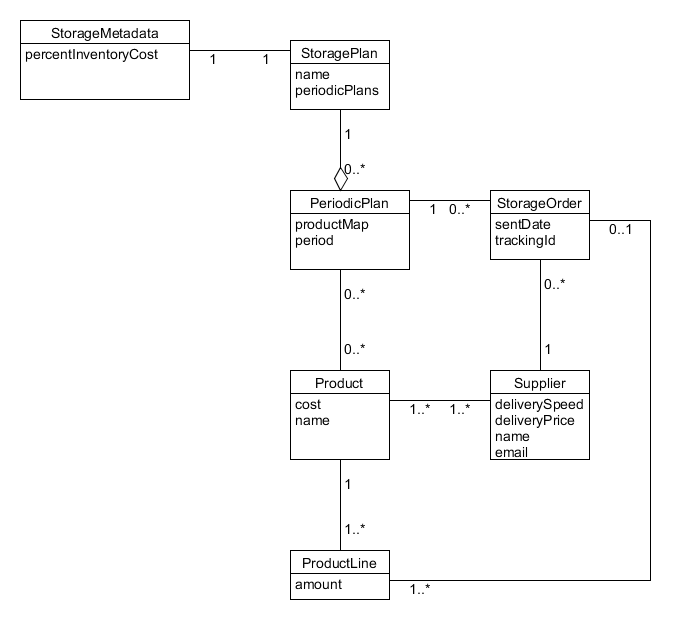 StorageMetadata
percentInventoryCost
1
1
StoragePlan
name
periodicPlans
1
0..*
PeriodicPlan
productMap
period
1
0..*
StorageOrder
sentDate
trackingId
0..1
0..*
0..*
0..*
1
Product
cost
name
1..*
1..*
Supplier
deliverySpeed
deliveryPrice
name
email
1
1..*
ProductLine
amount
1..*